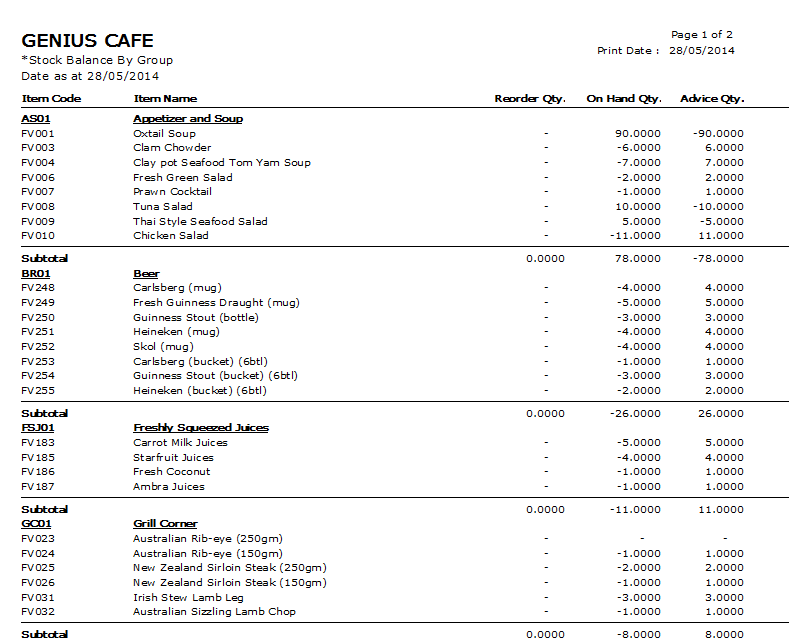 GENIUS CAFE
Page 1 of 2
*Stock Balance By Group
Print Date : 28/05/2014
Date as at 28/05/2014
Item Code Item Name Reorder Qty. On Hand Qty. Advice Qty.
AS01 Appetizer and Soup
FV001 Oxtail Soup - 90.0000 -90.0000
FV003 Clam Chowder - -6.0000 6.0000
FV004 Clay pot Seafood Tom Yam Soup - -7.0000 7.0000
FV006 Fresh Green Salad - -2.0000 2.0000
FV007 Prawn Cocktail - -1.0000 1.0000
FV008 Tuna Salad - 10.0000 -10.0000
FV009 Thai Style Seafood Salad - 5.0000 -5.0000
FV010 Chicken Salad - -11.0000 11.0000
Subtotal 0.0000 78.0000 -78.0000
BR01 Beer
FV248 Carlsberg (mug) - -4.0000 4.0000
FV249 Fresh Guinness Draught (mug) - -5.0000 5.0000
FV250 Guinness Stout (bottle) - -3.0000 3.0000
FV251 Heineken (mug) - -4.0000 4.0000
FV252 Skol (mug) - -4.0000 4.0000
FV253 Carlsberg (bucket) (6btl) - -1.0000 1.0000
FV254 Guinness Stout (bucket) (6btl) - -3.0000 3.0000
FV255 Heineken (bucket) (6btl) - -2.0000 2.0000
Subtotal 0.0000 -26.0000 26.0000
FSJ01 Freshly Squeezed Juices
FV183 Carrot Milk Juices - -5.0000 5.0000
FV185 Starfruit Juices - -4.0000 4.0000
FV186 Fresh Coconut - -1.0000 1.0000
FV187 Ambra Juices - -1.0000 1.0000
Subtotal 0.0000 -11.0000 11.0000
GC01 Grill Corner
FV023 Australian Rib-eye (250gm) - - -
FV024 Australian Rib-eye (150gm) - -1.0000 1.0000
FV025 New Zealand Sirloin Steak (250gm) - -2.0000 2.0000
FV026 New Zealand Sirloin Steak (150gm) - -1.0000 1.0000
FV031 Irish Stew Lamb Leg - -3.0000 3.0000
FV032 Australian Sizzling Lamb Chop - -1.0000 1.0000
Subtotal 0.0000 -8.0000 8.0000